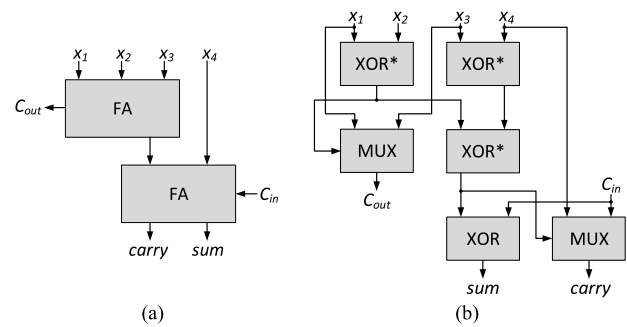 x1 x2 x3 x4
FA
Cout
FA
Cin
carry sum
(a)
x1 x2 x3 x4
XOR* XOR*
MUX XOR*
Cout
Cin
XOR MUX
sum carry
(b)